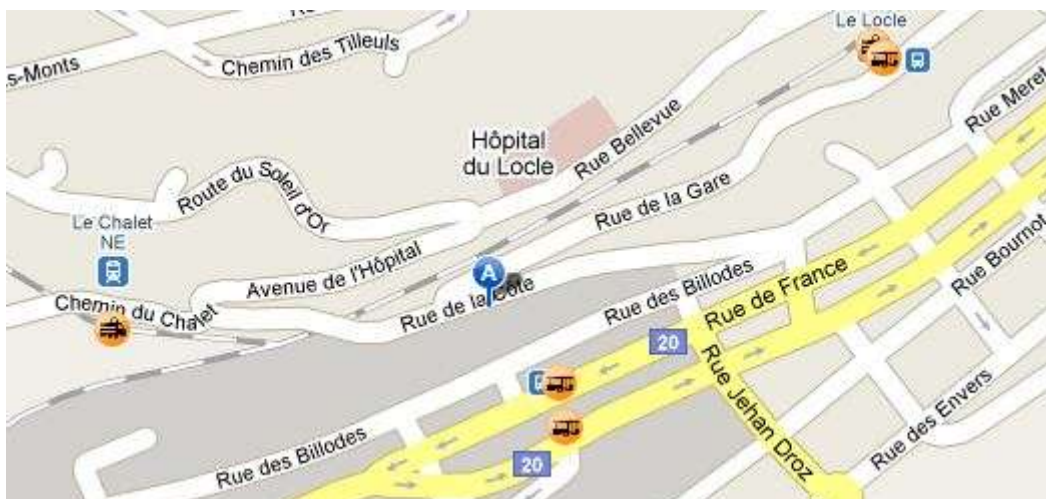 Le Locle
s-Monts
Chemin des Tilleuls
Rue Meret
Hôpital
du Locle
Rue Bellevue
Route du Soleil d'Or
Rue de la Gare
Le Chalet
NE
Avenue de l'Hôpital
A
Rue Bournot
Chemin du Chalet
Rue de la Côte
Rue des Billodes
Rue de France
20
Rue Jehan Droz
Rue des Envers
Rue des Billodes
20